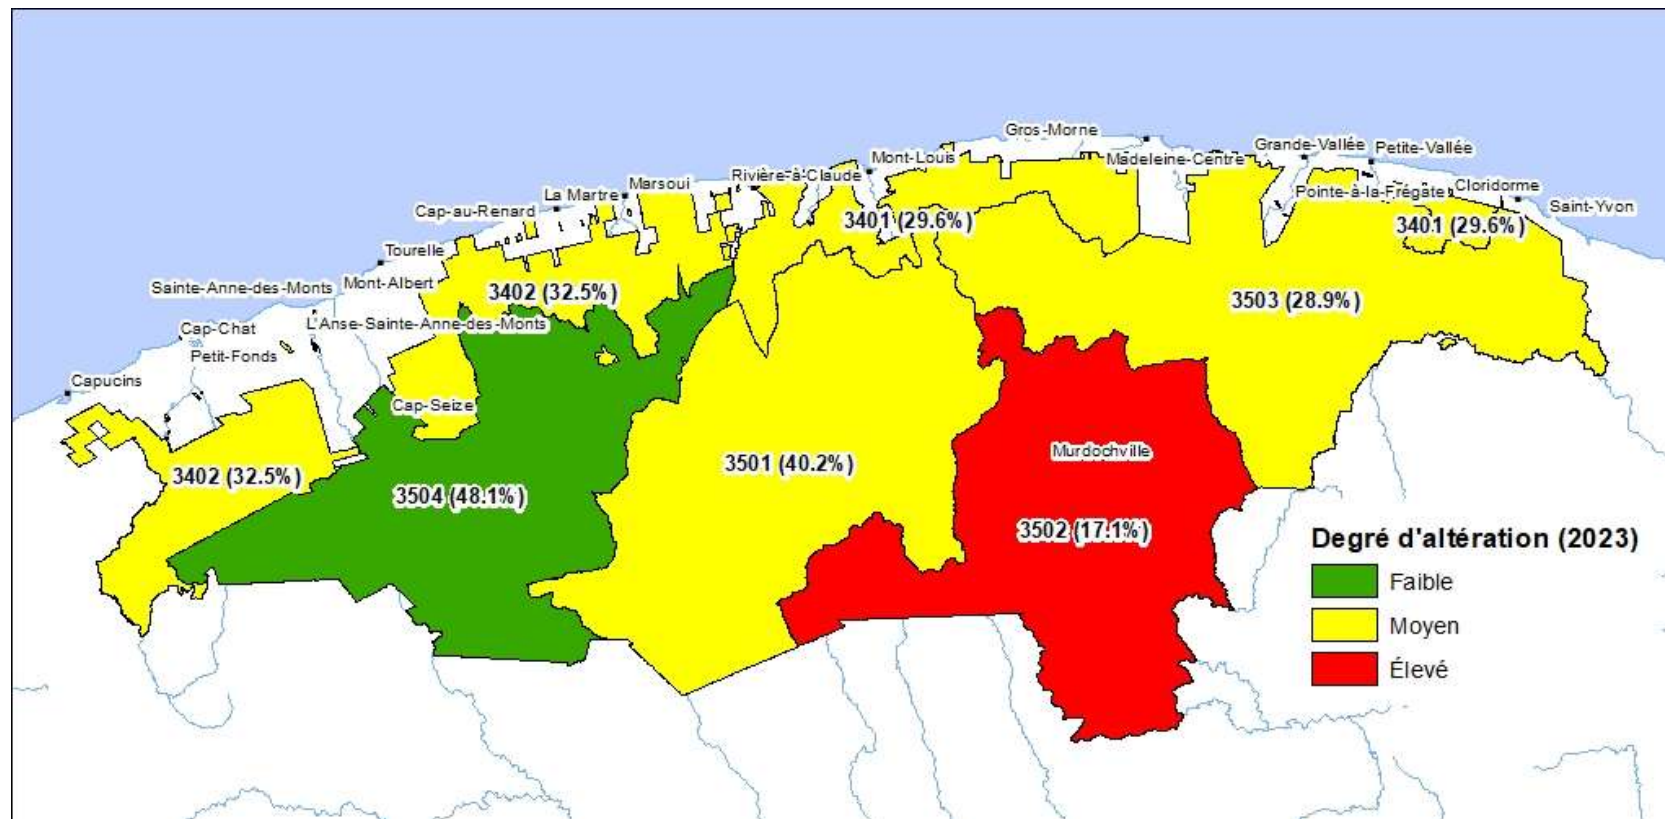 Gros-Morne
Grande-Vallée
Petite-Vallée
Mont-Louis
Madeleine-Centre
Rivière-à-Claude
Marsoui
La Martre
Pointe-à-la-Frégate
Cloridorme
Saint-Yvon
Cap-au-Renard
3401 (29.6%)
3401 (29.6%)
Tourelle
Sainte-Anne-des-Monts
Mont-Albert
3402 (32.5%)
3503 (28.9%)
Cap-Chat
L'Anse-Sainte-Anne-des-Monts
Petit-Fonds
Capucins
Cap-Seize
Murdochville
3402 (32.5%)
3501 (40.2%)
3504 (48.1%)
3502 (17.1%)
Degré d'altération (2023)
Faible
Moyen
Élevé